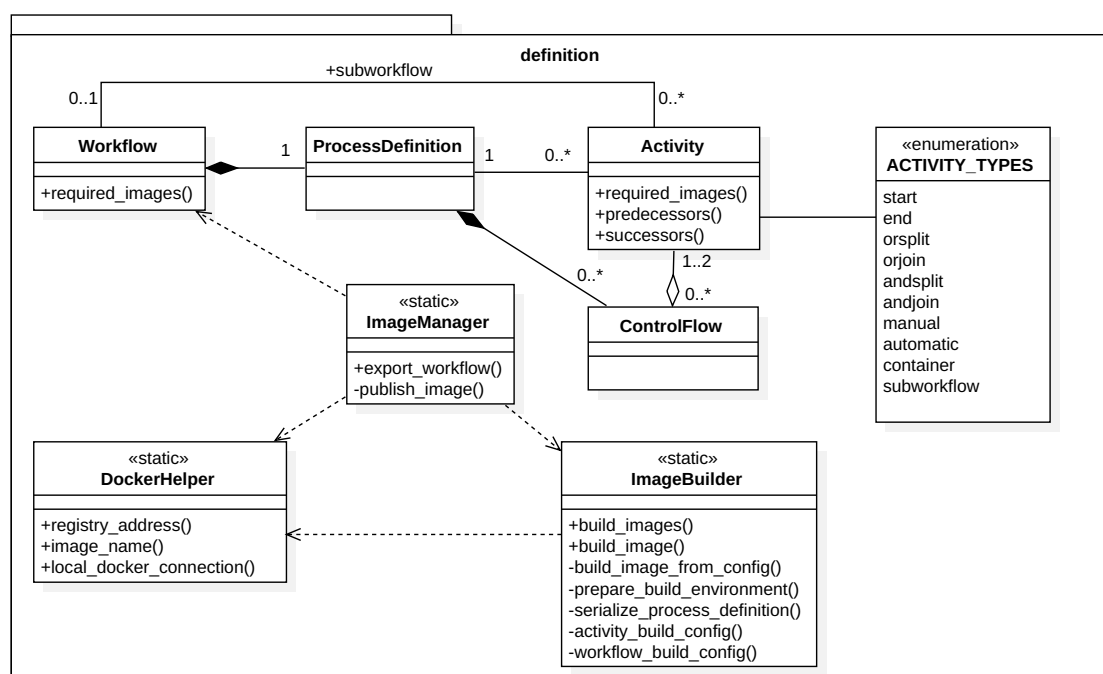 definition
+subworkflow
0..1
0..*
Workflow
+required_images()
1
ProcessDefinition
1
0..*
Activity
+required_images()
+predecessors()
+successors()
«enumeration»
ACTIVITY_TYPES
start
end
orsplit
orjoin
andsplit
andjoin
manual
automatic
container
subworkflow
0..*
1..2
0..*
ControlFlow
«static»
ImageManager
+export_workflow()
-publish_image()
«static»
DockerHelper
+registry_address()
+image_name()
+local_docker_connection()
«static»
ImageBuilder
+build_images()
+build_image()
-build_image_from_config()
-prepare_build_environment()
-serialize_process_definition()
-activity_build_config()
-workflow_build_config()